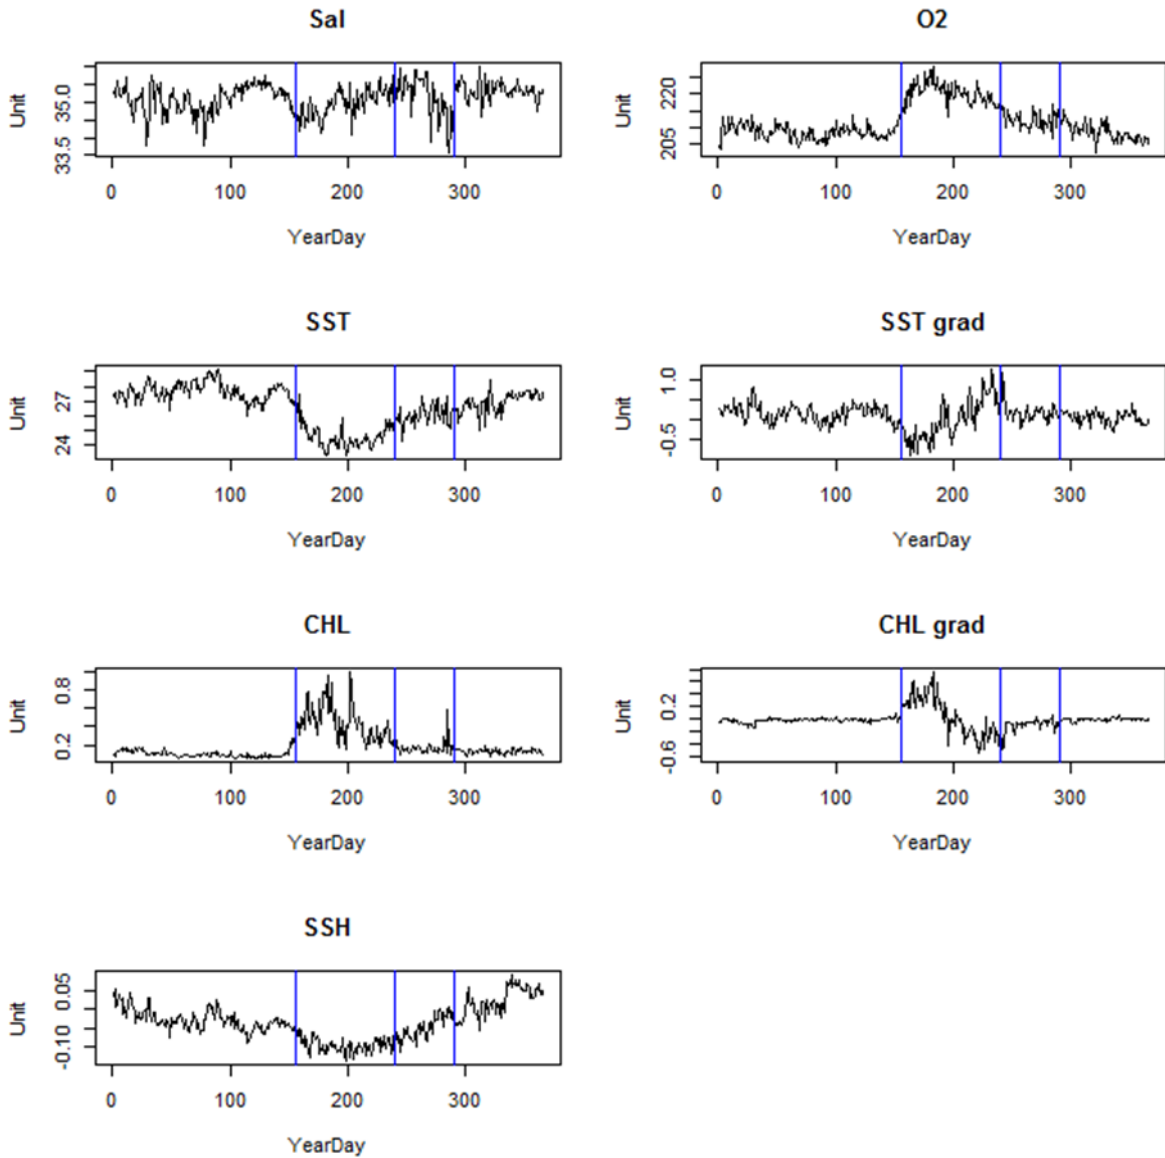 Sal
Unit
33.5 35.0
0 100 200 300
YearDay
O2
Unit
205 220
0 100 200 300
YearDay
SST
Unit
24 27
0 100 200 300
YearDay
SST grad
Unit
-0.5 1.0
0 100 200 300
YearDay
CHL
Unit
0.2 0.8
0 100 200 300
YearDay
CHL grad
Unit
-0.6 0.2
0 100 200 300
YearDay
SSH
Unit
-0.10 0.05
0 100 200 300
YearDay